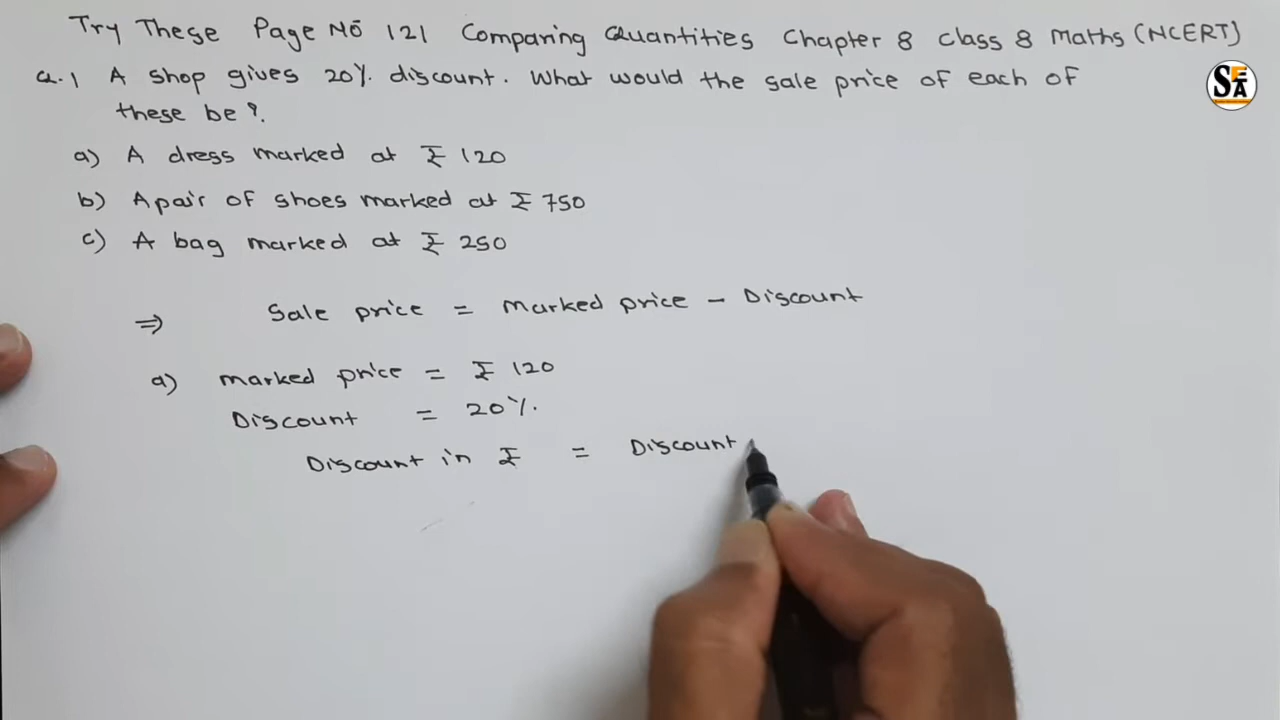 Try These Page No 121 Comparing Quantities Chapter 8 Class 8 Maths (NCERT)
Q.1 A shop gives 20% discount. What would the sale price of each of
these be?
a) A dress marked at ₹ 120
b) A pair of shoes marked at ₹ 750
c) A bag marked at ₹ 250
⇒ Sale price = Marked price - Discount
a) marked price = ₹ 120
Discount = 20%.
Discount in ₹ = Discount
SEA